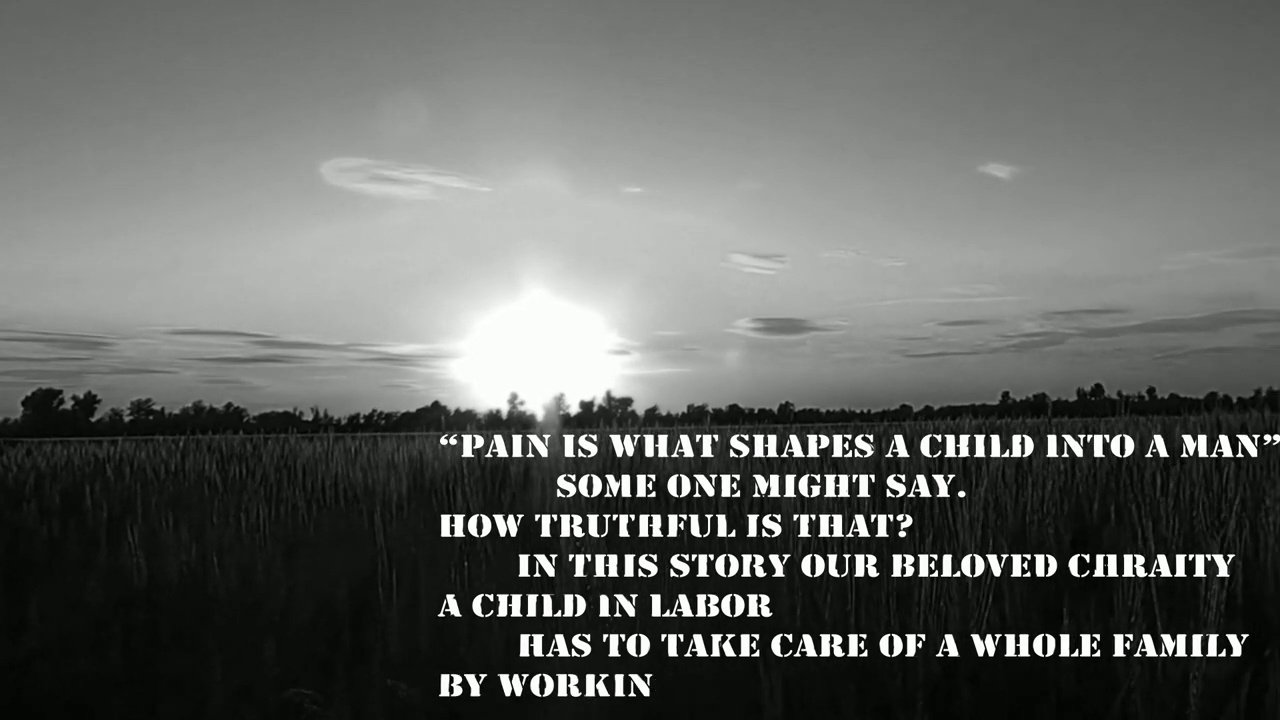 “PAIN IS WHAT SHAPES A CHILD INTO A MAN”
SOME ONE MIGHT SAY.
HOW TRUTHFUL IS THAT?
IN THIS STORY OUR BELOVED CHRAITY
A CHILD IN LABOR
HAS TO TAKE CARE OF A WHOLE FAMILY
BY WORKIN